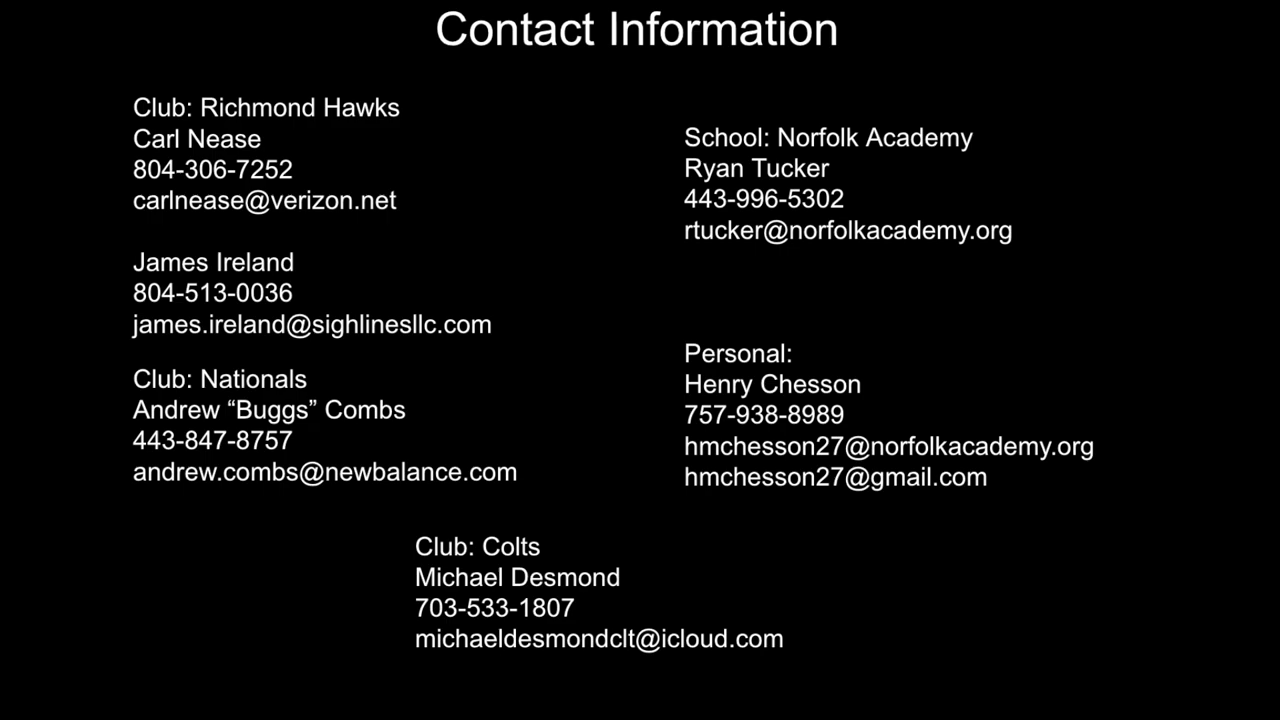 Contact Information
Club: Richmond Hawks
Carl Nease
804-306-7252
carlnease@verizon.net
James Ireland
804-513-0036
james.ireland@sighlinesllc.com
Club: Nationals
Andrew “Buggs” Combs
443-847-8757
andrew.combs@newbalance.com
School: Norfolk Academy
Ryan Tucker
443-996-5302
rtucker@norfolkacademy.org
Personal:
Henry Chesson
757-938-8989
hmchesson27@norfolkacademy.org
hmchesson27@gmail.com
Club: Colts
Michael Desmond
703-533-1807
michaeldesmondclt@icloud.com